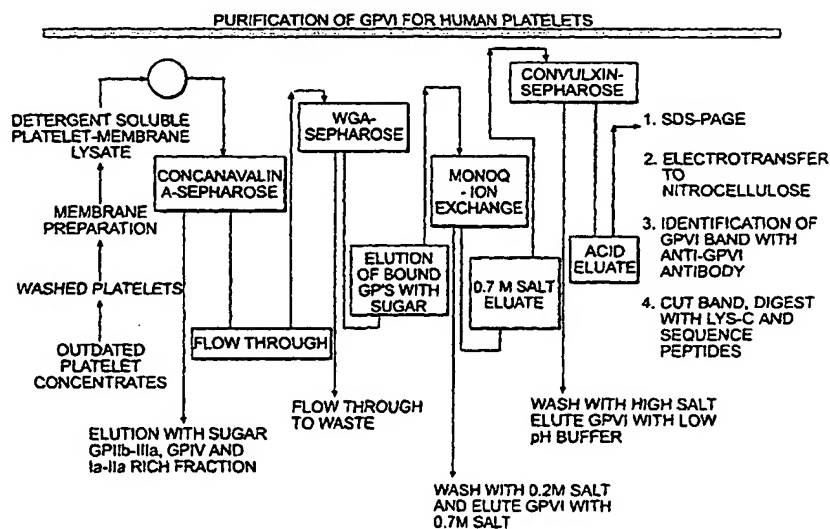 PURIFICATION OF GPVI FOR HUMAN PLATELETS
DETERGENT SOLUBLE
PLATELET-MEMBRANE
LYSATE
MEMBRANE
PREPARATION
WASHED PLATELETS
OUTDATED
PLATELET
CONCENTRATES
CONCANAVALIN
A-SEPHAROSE
ELUTION WITH SUGAR
GPIIb-IIIa, GPIV AND
Ia-IIa RICH FRACTION
FLOW THROUGH
WGA-
SEPHAROSE
FLOW THROUGH
TO WASTE
ELUTION
OF BOUND
GP'S WITH
SUGAR
MONOQ
- ION
EXCHANGE
WASH WITH 0.2M SALT
AND ELUTE GPVI WITH
0.7M SALT
0.7 M SALT
ELUATE
CONVULXIN-
SEPHAROSE
WASH WITH HIGH SALT
ELUTE GPVI WITH LOW
pH BUFFER
ACID
ELUATE
1. SDS-PAGE
2. ELECTROTRANSFER
TO
NITROCELLULOSE
3. IDENTIFICATION OF
GPVI BAND WITH
ANTI-GPVI
ANTIBODY
4. CUT BAND, DIGEST
WITH LYS-C AND
SEQUENCE
PEPTIDES